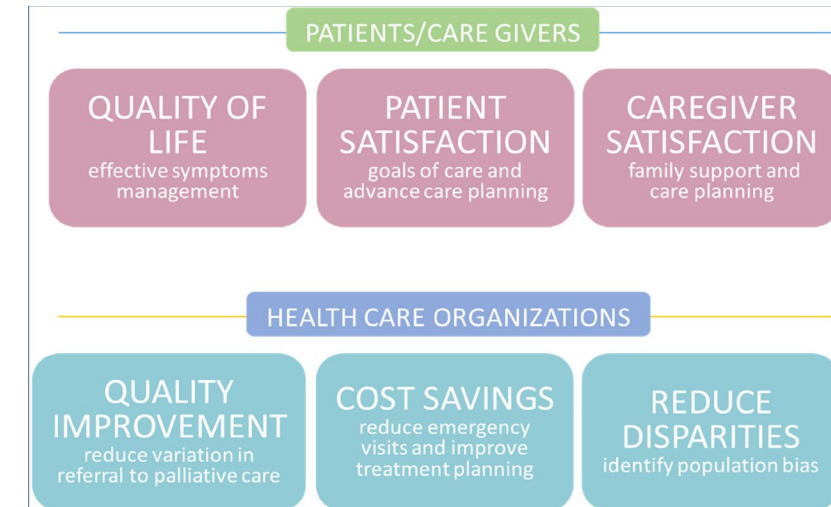 PATIENTS/CARE GIVERS
QUALITY OF
LIFE
effective symptoms
management
PATIENT
SATISFACTION
goals of care and
advance care planning
CAREGIVER
SATISFACTION
family support and
care planning
HEALTH CARE ORGANIZATIONS
QUALITY
IMPROVEMENT
reduce variation in
referral to palliative care
COST SAVINGS
reduce emergency
visits and improve
treatment planning
REDUCE
DISPARITIES
identify population bias